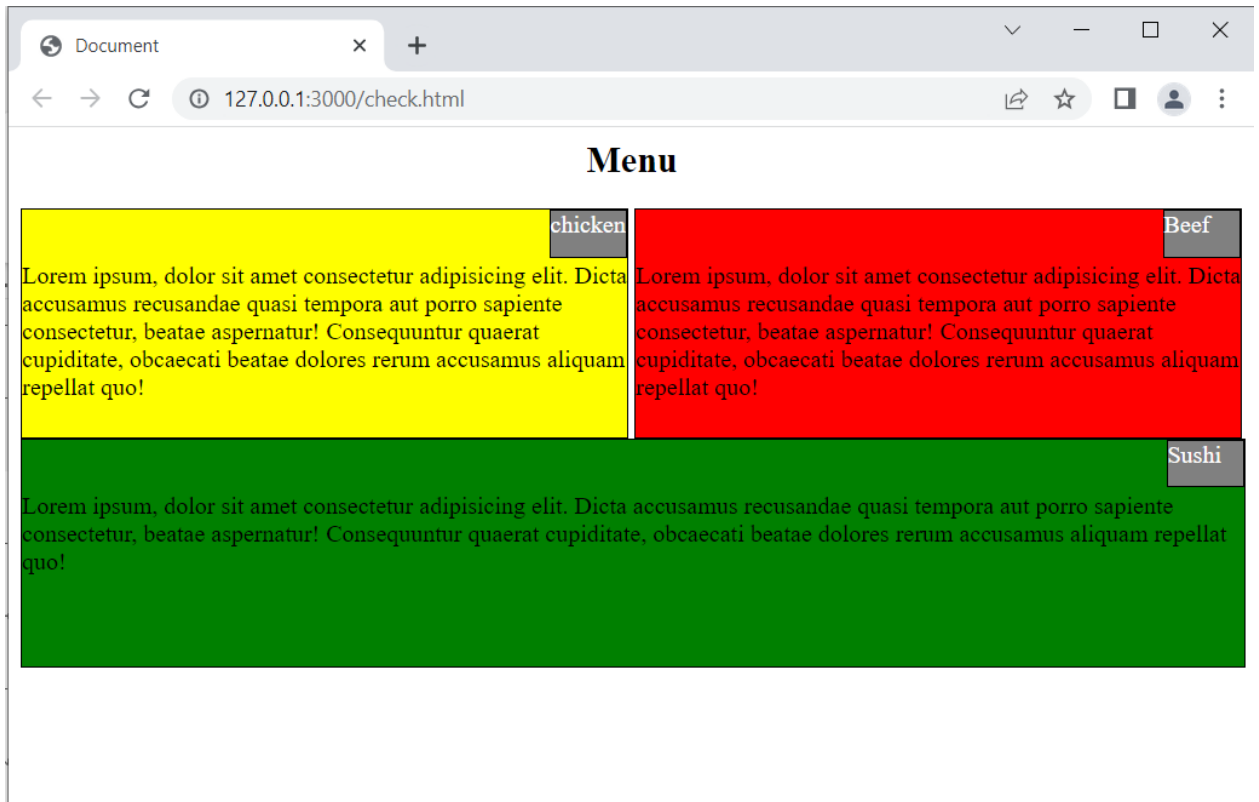 Document
127.0.0.1:3000/check.html
Menu
chicken
Lorem ipsum, dolor sit amet consectetur adipisicing elit. Dicta
accusamus recusandae quasi tempora aut porro sapiente
consectetur, beatae aspernatur! Consequuntur quaerat
cupiditate, obcaecati beatae dolores rerum accusamus aliquam
repellat quo!
Beef
Lorem ipsum, dolor sit amet consectetur adipisicing elit. Dicta
accusamus recusandae quasi tempora aut porro sapiente
consectetur, beatae aspernatur! Consequuntur quaerat
cupiditate, obcaecati beatae dolores rerum accusamus aliquam
repellat quo!
Sushi
Lorem ipsum, dolor sit amet consectetur adipisicing elit. Dicta accusamus recusandae quasi tempora aut porro sapiente
consectetur, beatae aspernatur! Consequuntur quaerat cupiditate, obcaecati beatae dolores rerum accusamus aliquam repellat
quo!